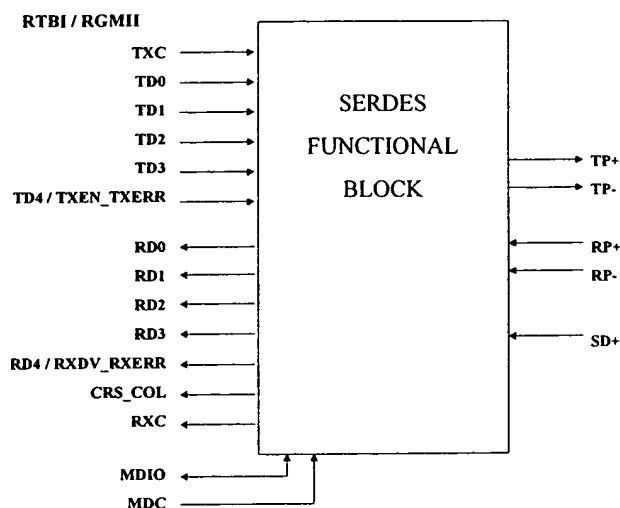 RTBI / RGMII
TXC
TD0
TD1
TD2
TD3
TD4 / TXEN_TXERR
RD0
RD1
RD2
RD3
RD4 / RXDV_RXERR
CRS_COL
RXC
MDIO
MDC
SERDES
FUNCTIONAL
BLOCK
TP+
TP-
RP+
RP-
SD+